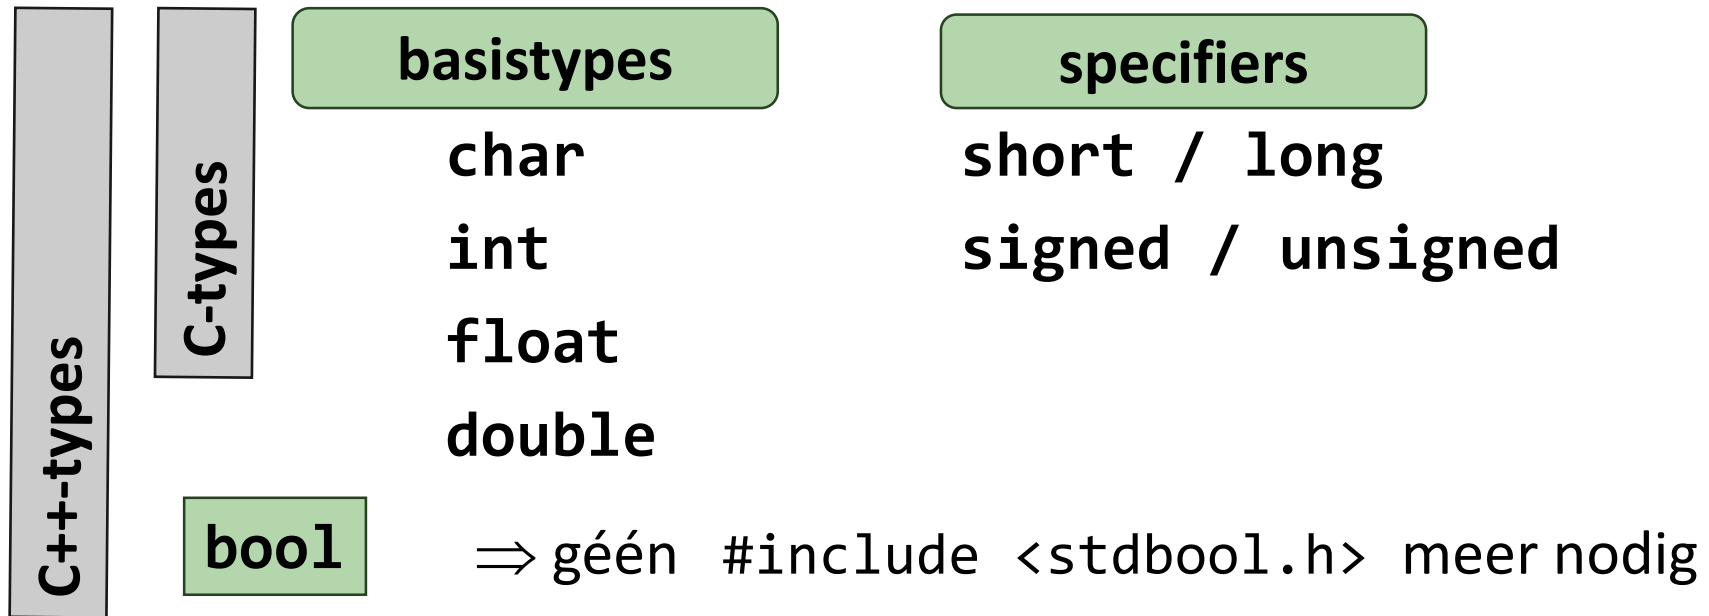 C++-types
C-types
basistypes
specifiers
char
short / long
int
signed / unsigned
float
double
bool
⇒ géén #include <stdbool.h> meer nodig